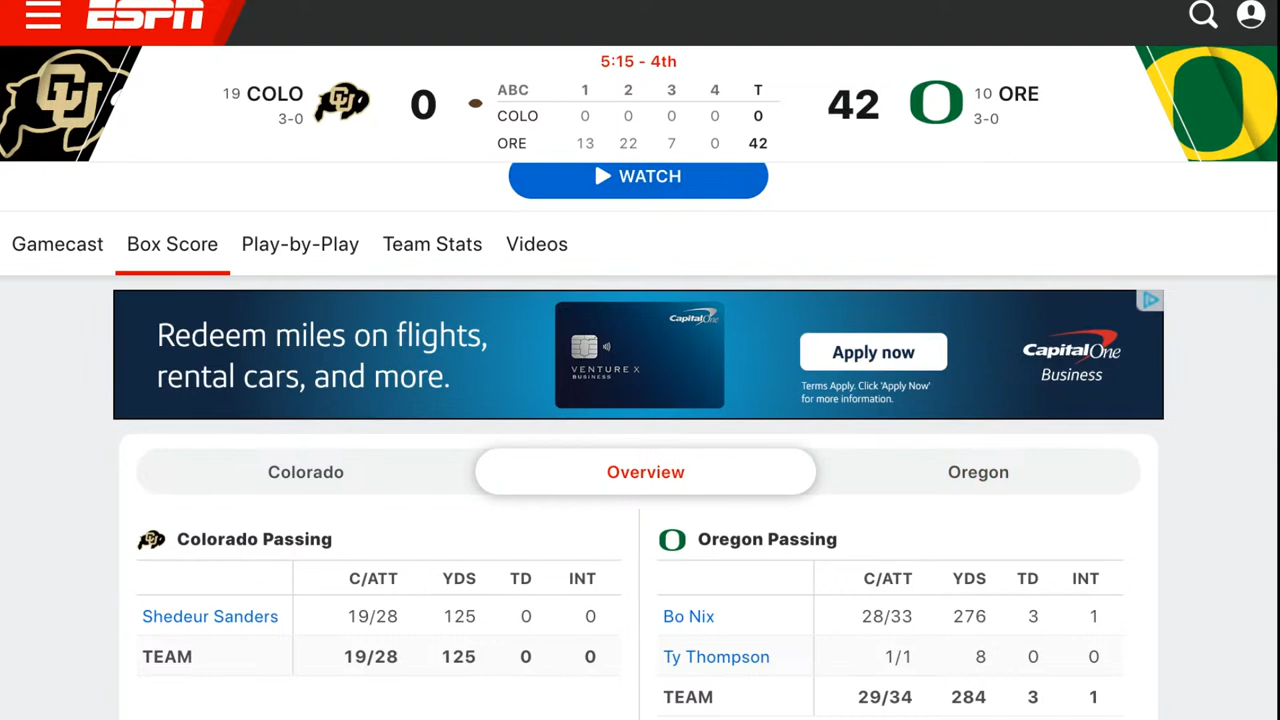 ESPN
5:15 - 4th
19 COLO
3-0
0
ABC 1 2 3 4 T
COLO 0 0 0 0 0
ORE 13 22 7 0 42
42
10 ORE
3-0
WATCH
Gamecast Box Score Play-by-Play Team Stats Videos
Redeem miles on flights,
rental cars, and more.
Capital One
VENTURE X
BUSINESS
Apply now
Terms Apply. Click 'Apply Now'
for more information.
Capital One
Business
Colorado Overview Oregon
Colorado Passing
C/ATT YDS TD INT
Shedeur Sanders 19/28 125 0 0
TEAM 19/28 125 0 0
Oregon Passing
C/ATT YDS TD INT
Bo Nix 28/33 276 3 1
Ty Thompson 1/1 8 0 0
TEAM 29/34 284 3 1